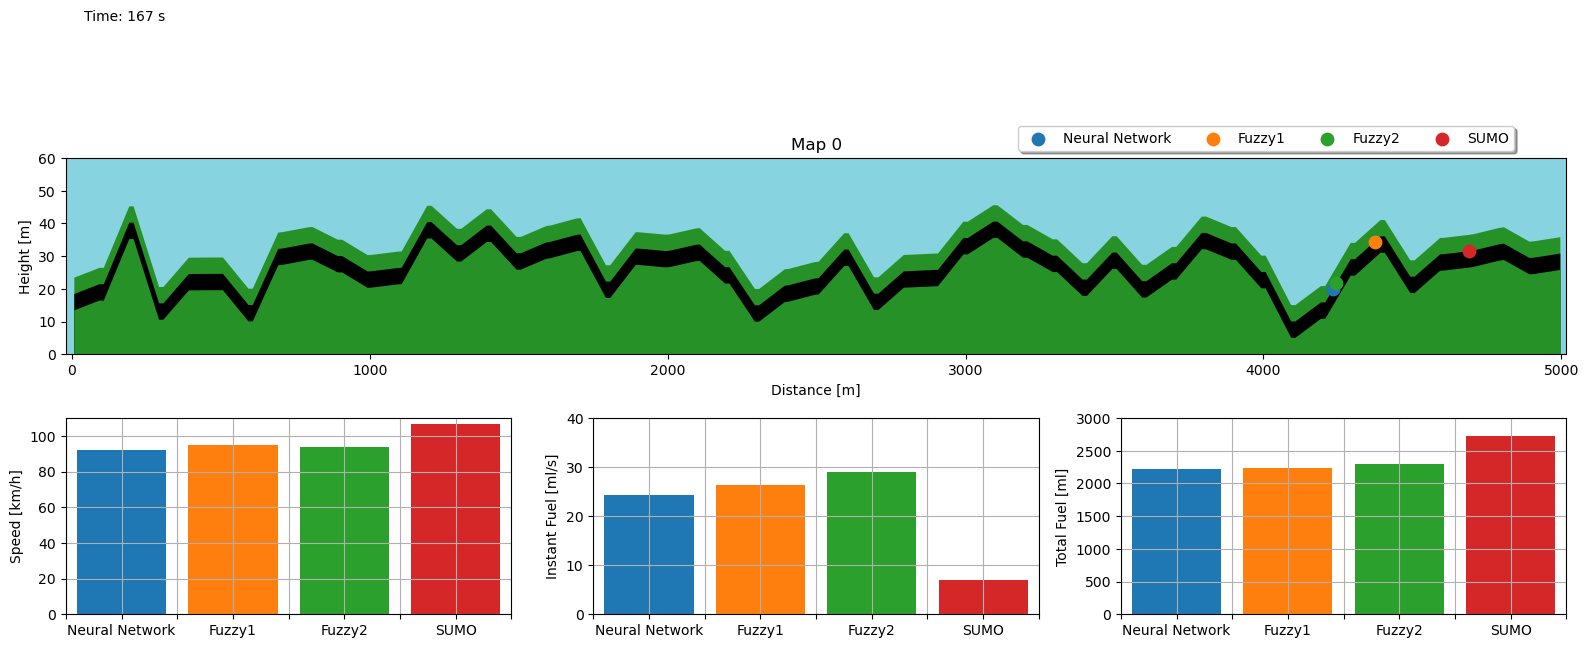 Time: 167 s
Map 0
Neural Network Fuzzy1 Fuzzy2 SUMO
Height [m]
60
50
40
30
20
10
0
0 1000 2000 3000 4000 5000
Distance [m]
Speed [km/h]
100
80
60
40
20
0
Neural Network Fuzzy1 Fuzzy2 SUMO
Instant Fuel [ml/s]
40
30
20
10
0
Neural Network Fuzzy1 Fuzzy2 SUMO
Total Fuel [ml]
3000
2500
2000
1500
1000
500
0
Neural Network Fuzzy1 Fuzzy2 SUMO